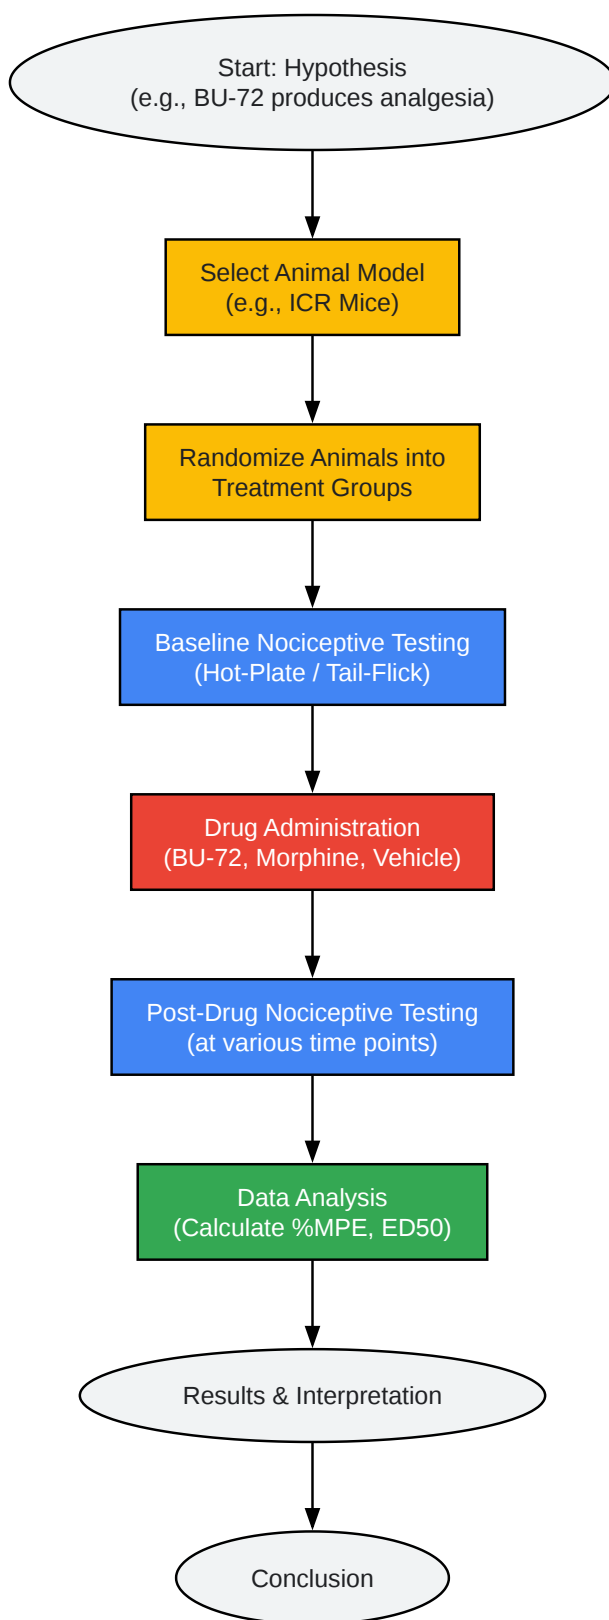 Start: Hypothesis
(e.g., BU-72 produces analgesia)
Select Animal Model
(e.g., ICR Mice)
Randomize Animals into
Treatment Groups
Baseline Nociceptive Testing
(Hot-Plate / Tail-Flick)
Drug Administration
(BU-72, Morphine, Vehicle)
Post-Drug Nociceptive Testing
(at various time points)
Data Analysis
(Calculate %MPE, ED50)
Results & Interpretation
Conclusion